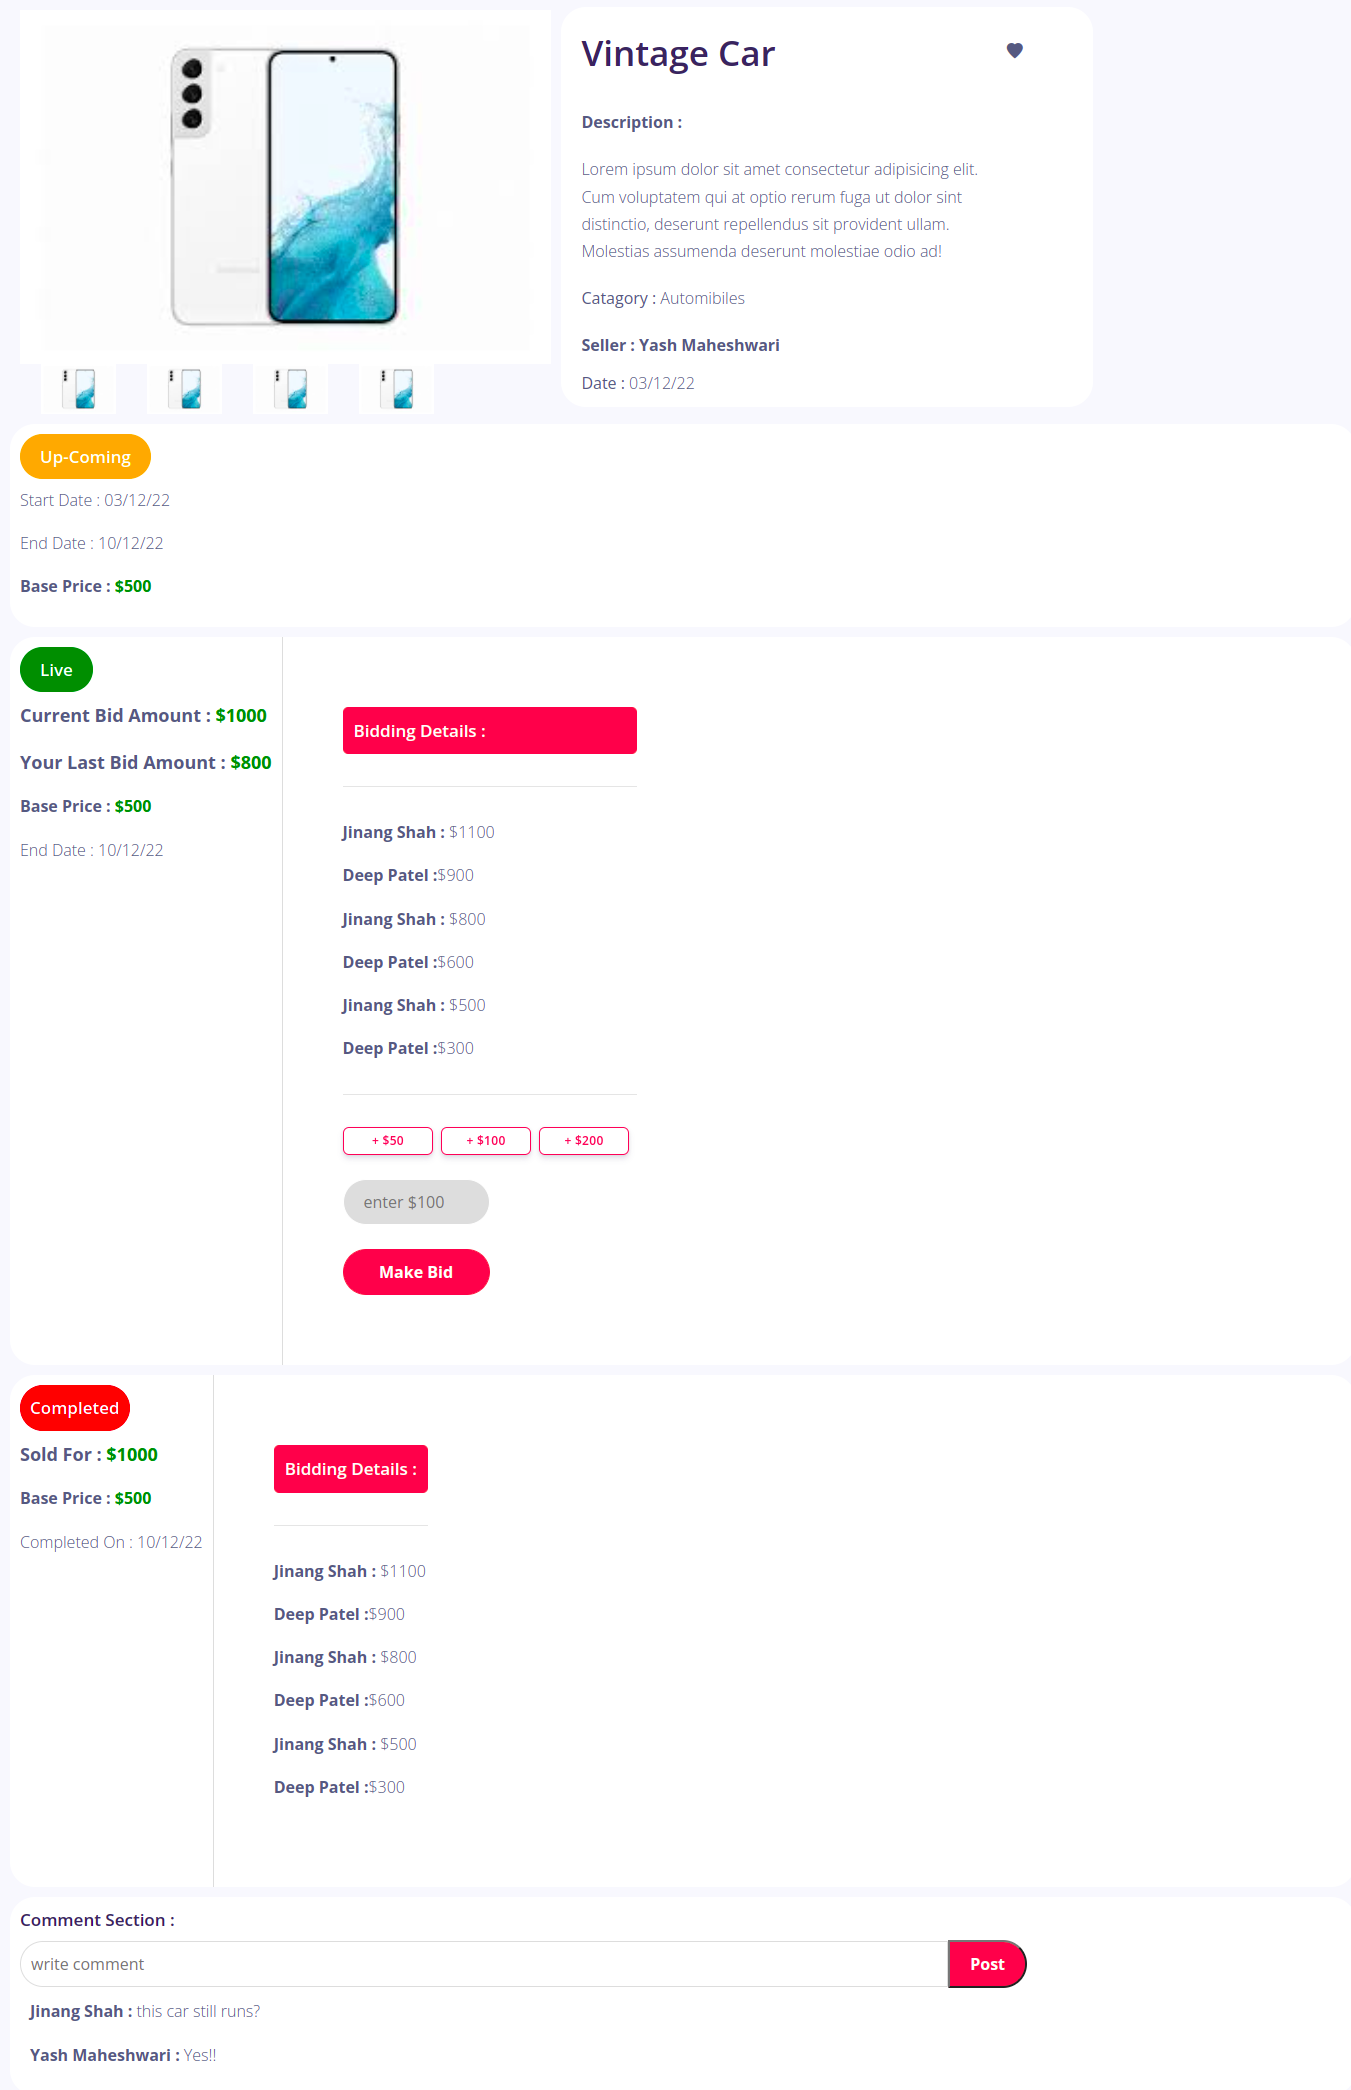 Vintage Car
Description :
Lorem ipsum dolor sit amet consectetur adipisicing elit.
Cum voluptatem qui at optio rerum fuga ut dolor sint
distinctio, deserunt repellendus sit provident ullam.
Molestias assumenda deserunt molestiae odio ad!
Catagory : Automibiles
Seller : Yash Maheshwari
Date : 03/12/22
Up-Coming
Start Date : 03/12/22
End Date : 10/12/22
Base Price : $500
Live
Current Bid Amount : $1000
Your Last Bid Amount : $800
Base Price : $500
End Date : 10/12/22
Bidding Details :
Jinang Shah : $1100
Deep Patel :$900
Jinang Shah : $800
Deep Patel :$600
Jinang Shah : $500
Deep Patel :$300
+ $50 + $100 + $200
enter $100
Make Bid
Completed
Sold For : $1000
Base Price : $500
Completed On : 10/12/22
Bidding Details :
Jinang Shah : $1100
Deep Patel :$900
Jinang Shah : $800
Deep Patel :$600
Jinang Shah : $500
Deep Patel :$300
Comment Section :
write comment Post
Jinang Shah : this car still runs?
Yash Maheshwari : Yes!!